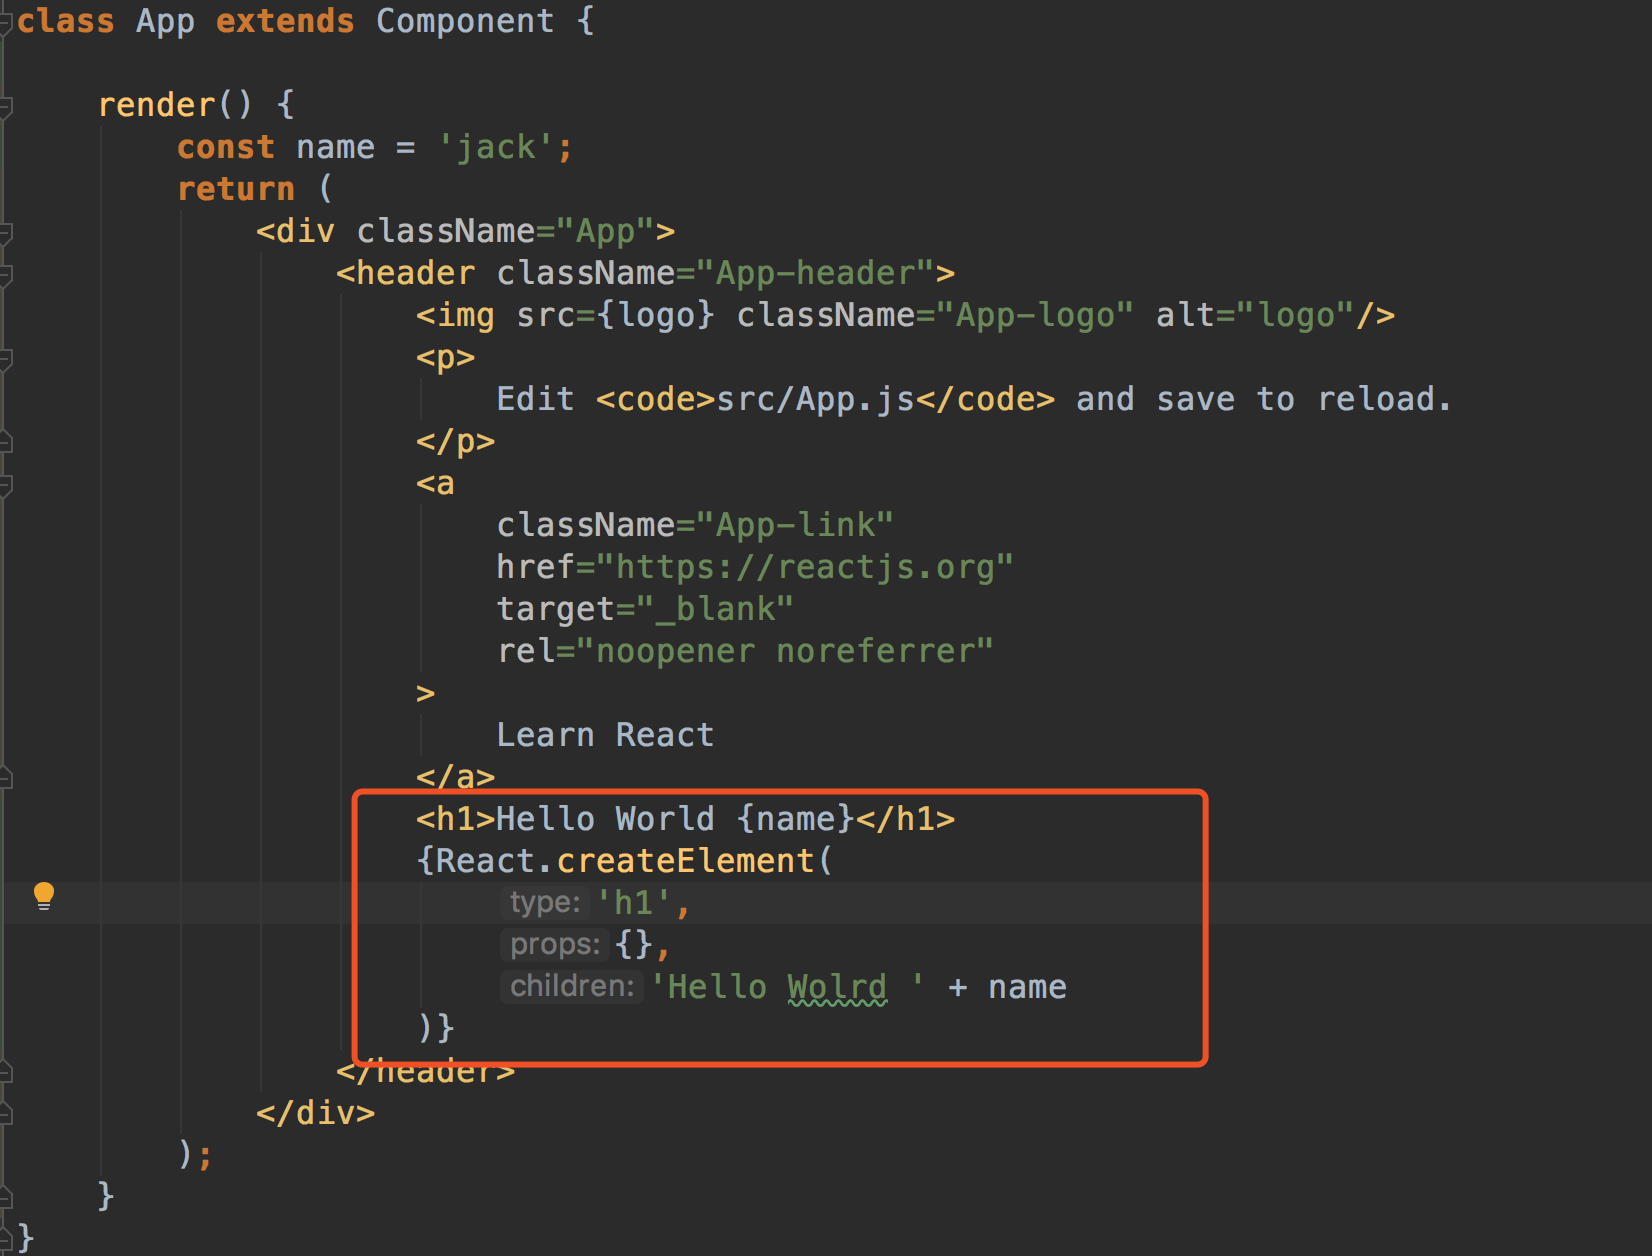 class App extends Component {
render() {
const name = 'jack';
return (
<div className="App">
<header className="App-header">
<img src={logo} className="App-logo" alt="logo"/>
<p>
Edit <code>src/App.js</code> and save to reload.
</p>
<a
className="App-link"
href="https://reactjs.org"
target="_blank"
rel="noopener noreferrer"
>
Learn React
</a>
<h1>Hello World {name}</h1>
{React.createElement(
type: 'h1',
props: {},
children: 'Hello Wolrd ' + name
)}
</header>
</div>
);
}
}